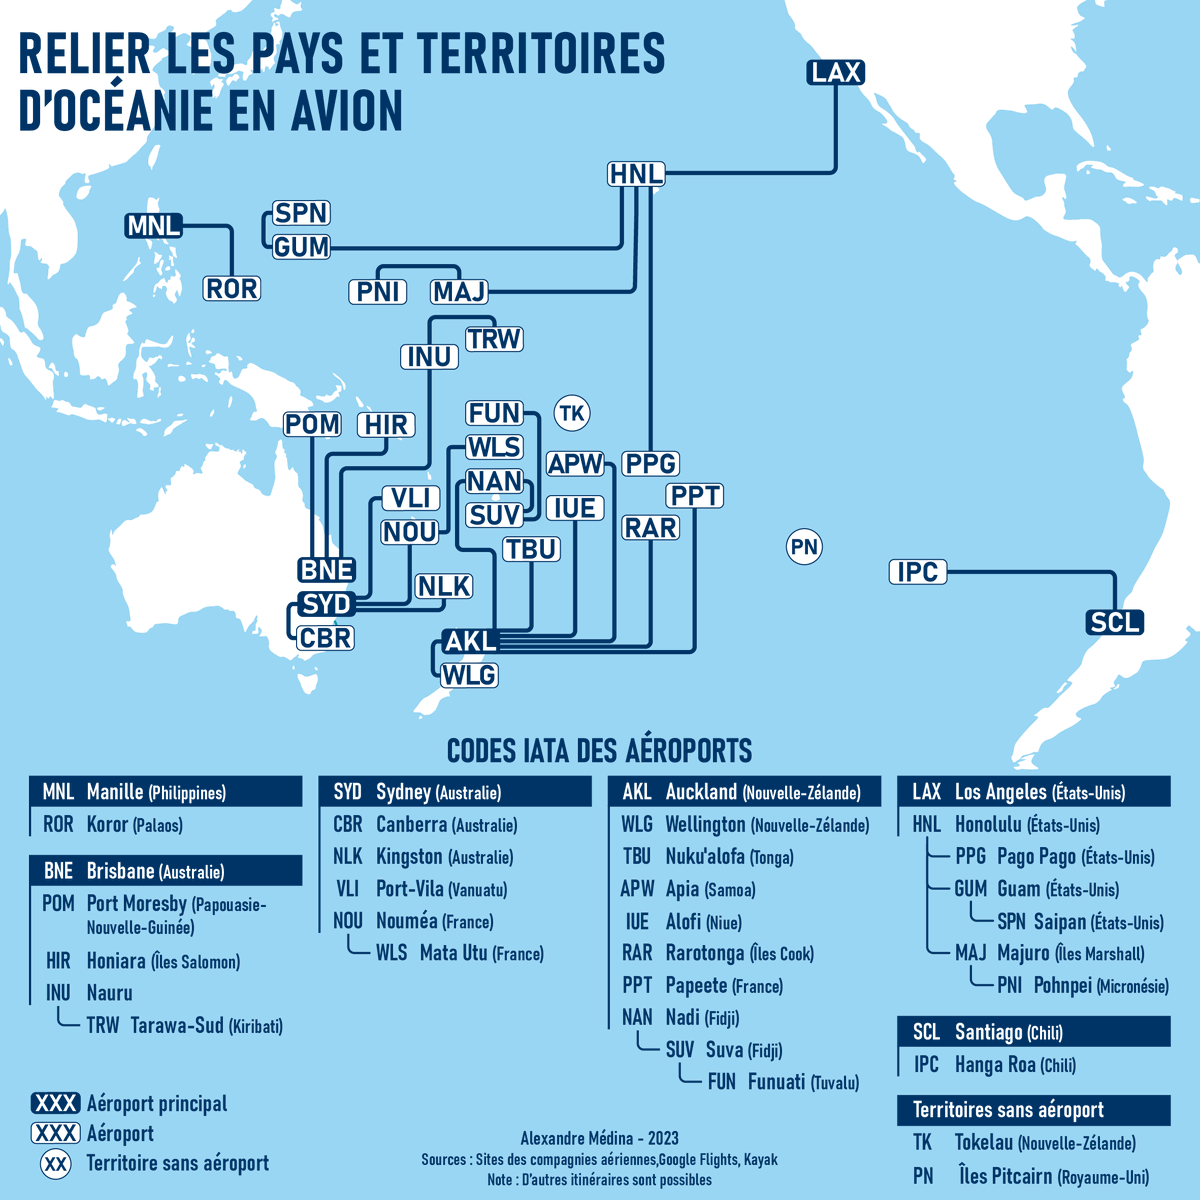 RELIER LES PAYS ET TERRITOIRES
D'OCÉANIE EN AVION
LAX
HNL
SPN
MNL
GUM
ROR
PNI
MAJ
TRW
INU
FUN
TK
POM
HIR
WLS
APW
PPG
NAN
PPT
VLI
SUV
IUE
RAR
NOU
TBU
PN
BNE
IPC
NLK
SYD
SCL
CBR
AKL
WLG
CODES IATA DES AÉROPORTS
MNL Manille (Philippines)
ROR Koror (Palaos)
BNE Brisbane (Australie)
POM Port Moresby (Papouasie-
Nouvelle-Guinée)
HIR Honiara (Îles Salomon)
INU Nauru
TRW Tarawa-Sud (Kiribati)
SYD Sydney (Australie)
CBR Canberra (Australie)
NLK Kingston (Australie)
VLI Port-Vila (Vanuatu)
NOU Nouméa (France)
WLS Mata Utu (France)
AKL Auckland (Nouvelle-Zélande)
WLG Wellington (Nouvelle-Zélande)
TBU Nuku'alofa (Tonga)
APW Apia (Samoa)
IUE Alofi (Niue)
RAR Rarotonga (Îles Cook)
PPT Papeete (France)
NAN Nadi (Fidji)
SUV Suva (Fidji)
FUN Funuati (Tuvalu)
LAX Los Angeles (États-Unis)
HNL Honolulu (États-Unis)
PPG Pago Pago (États-Unis)
GUM Guam (États-Unis)
SPN Saipan (États-Unis)
MAJ Majuro (Îles Marshall)
PNI Pohnpei (Micronésie)
SCL Santiago (Chili)
IPC Hanga Roa (Chili)
Territoires sans aéroport
TK Tokelau (Nouvelle-Zélande)
PN Îles Pitcairn (Royaume-Uni)
XXX Aéroport principal
XXX Aéroport
XX Territoire sans aéroport
Alexandre Médina - 2023
Sources : Sites des compagnies aériennes,Google Flights, Kayak
Note : D'autres itinéraires sont possibles